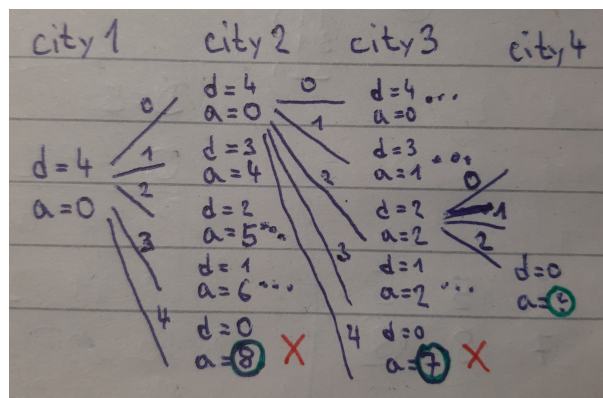 city 1 city 2 city 3 city 4
d=4
a=0
0
1
2
3
4
d=4
a=0
d=3
a=4
d=2
a=5...
d=1
a=6...
d=0
a=8 X
0
1
2
3
4
d=4 ...
a=0
d=3 ...
a=1
d=2
a=2
d=1
a=2 ...
d=0
a=7 X
0
1
2
d=0
a=?